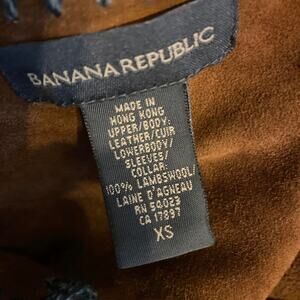 BANANA REPUBLIC
MADE IN
HONG KONG
UPPER/BODY:
LEATHER/CUIR
LOWERBODY/
SLEEVES/
COLLAR:
100% LAMBSWOOL/
LAINE D'AGNEAU
RN 54023
CA 17897
XS